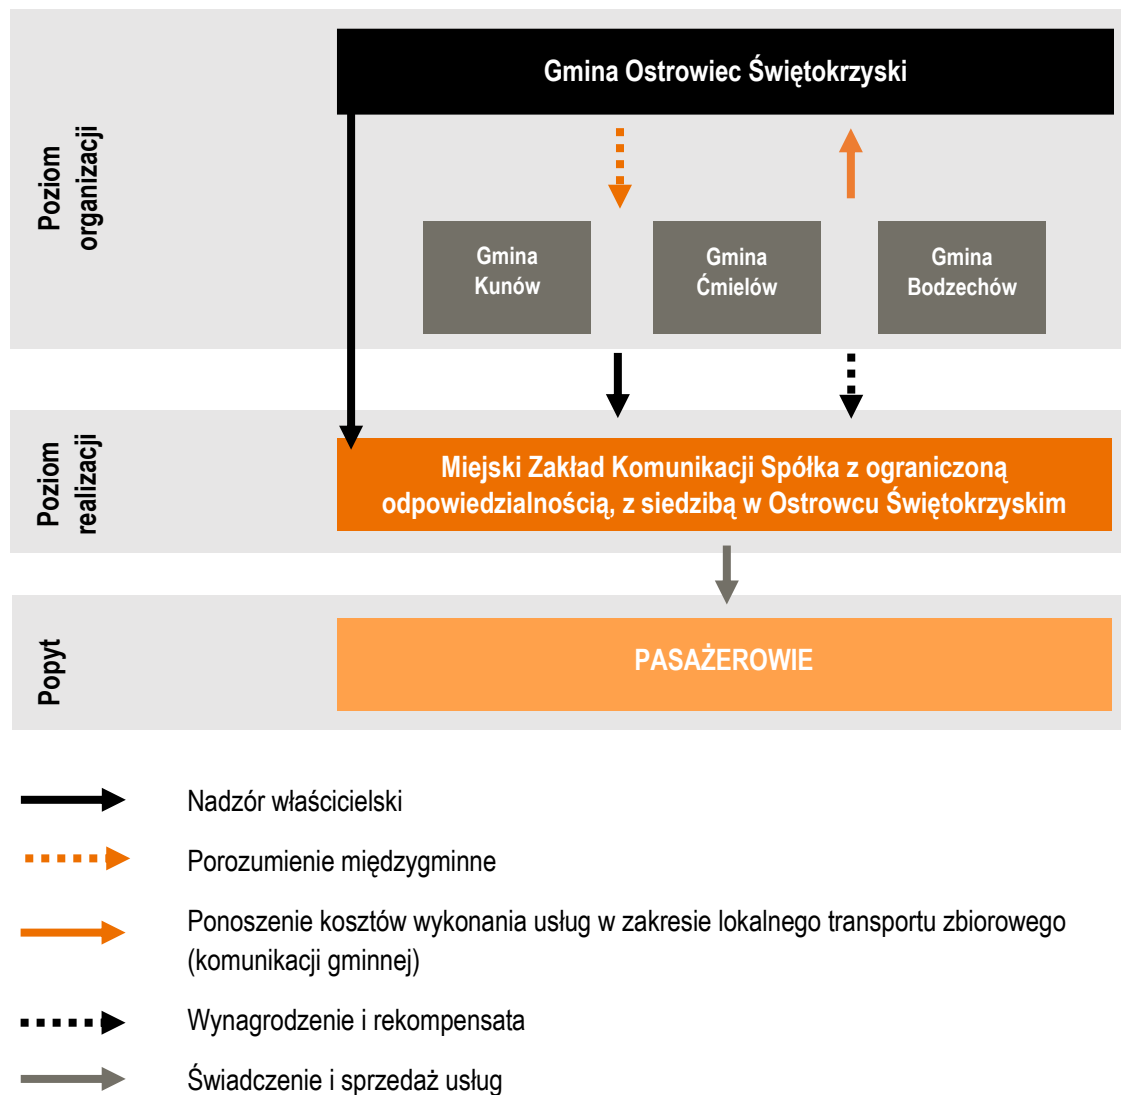 Gmina Ostrowiec Świętokrzyski
Poziom
organizacji
Gmina
Kunów
Gmina
Ćmielów
Gmina
Bodzechów
Poziom
realizacji
Miejski Zakład Komunikacji Spółka z ograniczoną
odpowiedzialnością, z siedzibą w Ostrowcu Świętokrzyskim
Popyt
PASAŻEROWIE
Nadzór właścicielski
Porozumienie międzygminne
Ponoszenie kosztów wykonania usług w zakresie lokalnego transportu zbiorowego
(komunikacji gminnej)
Wynagrodzenie i rekompensata
Świadczenie i sprzedaż usług